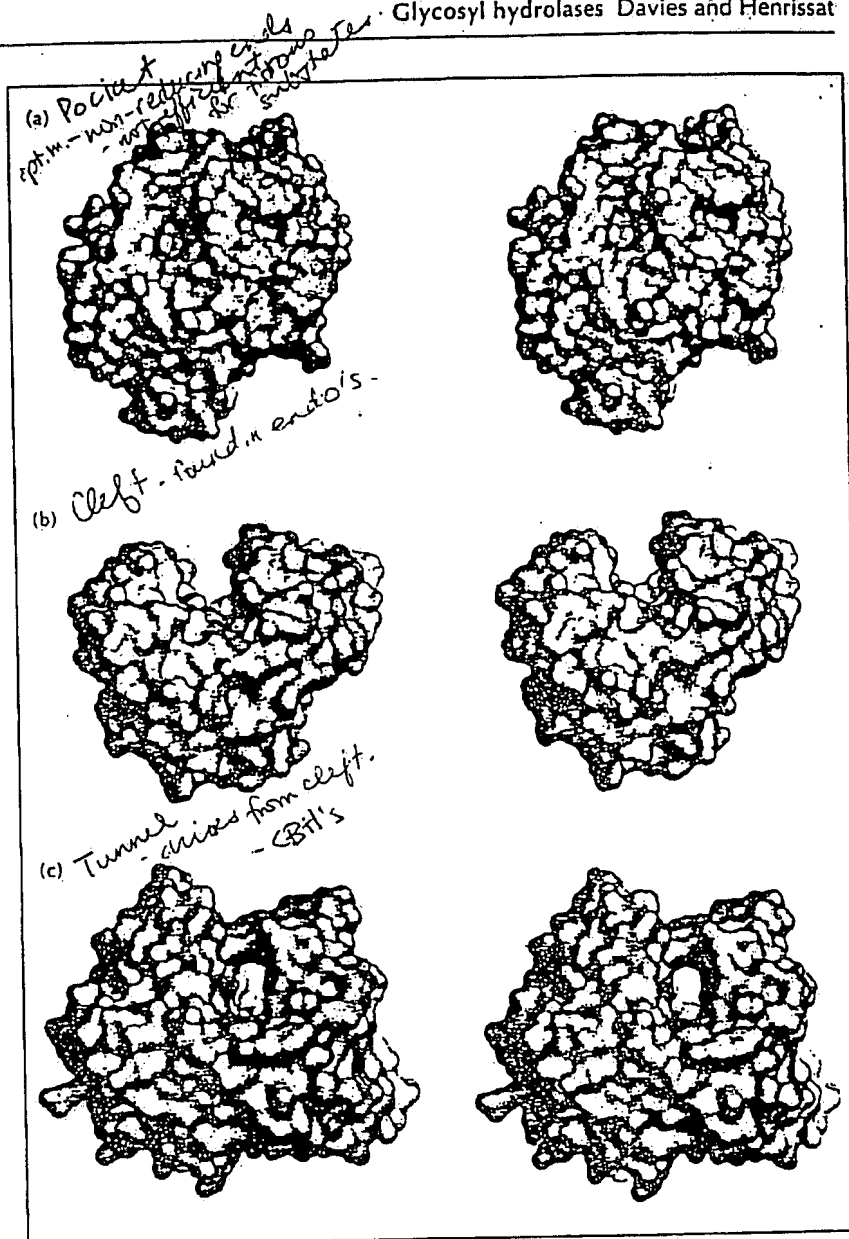 Glycosyl hydrolases Davies and Henrissat
(a) Pocket
- non-reducing ends
- not efficient for fibrous substrates.
(b) Cleft - found in endo's -
(c) Tunnel
- arises from cleft.
- CBH's